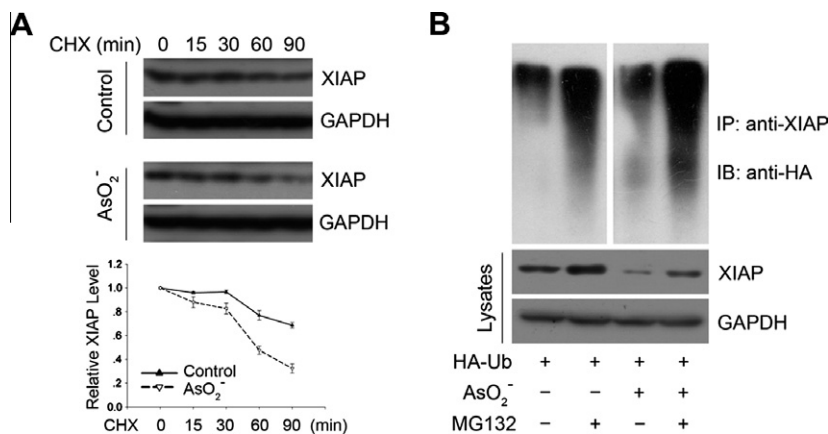 A
CHX (min) 0 15 30 60 90
Control
XIAP
GAPDH
AsO₂⁻
XIAP
GAPDH
Relative XIAP Level
1.2
1.0
.8
.6
.4
.2
0.0
Control
AsO₂⁻
CHX 0 15 30 60 90 (min)
B
IP: anti-XIAP
IB: anti-HA
Lysates
XIAP
GAPDH
HA-Ub + + + +
AsO₂⁻ – – + +
MG132 – + – +